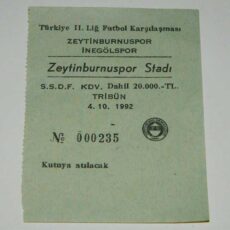 Türkiye II. Lig Futbol Karşılaşması
ZEYTİNBURNUSPOR
İNEGÖLSPOR
Zeytinburnuspor Stadı
S.S.D.F. KDV. Dahil 20.000.-TL.
TRİBÜN
4. 10. 1992
№ 000235
Kutuya atılacak